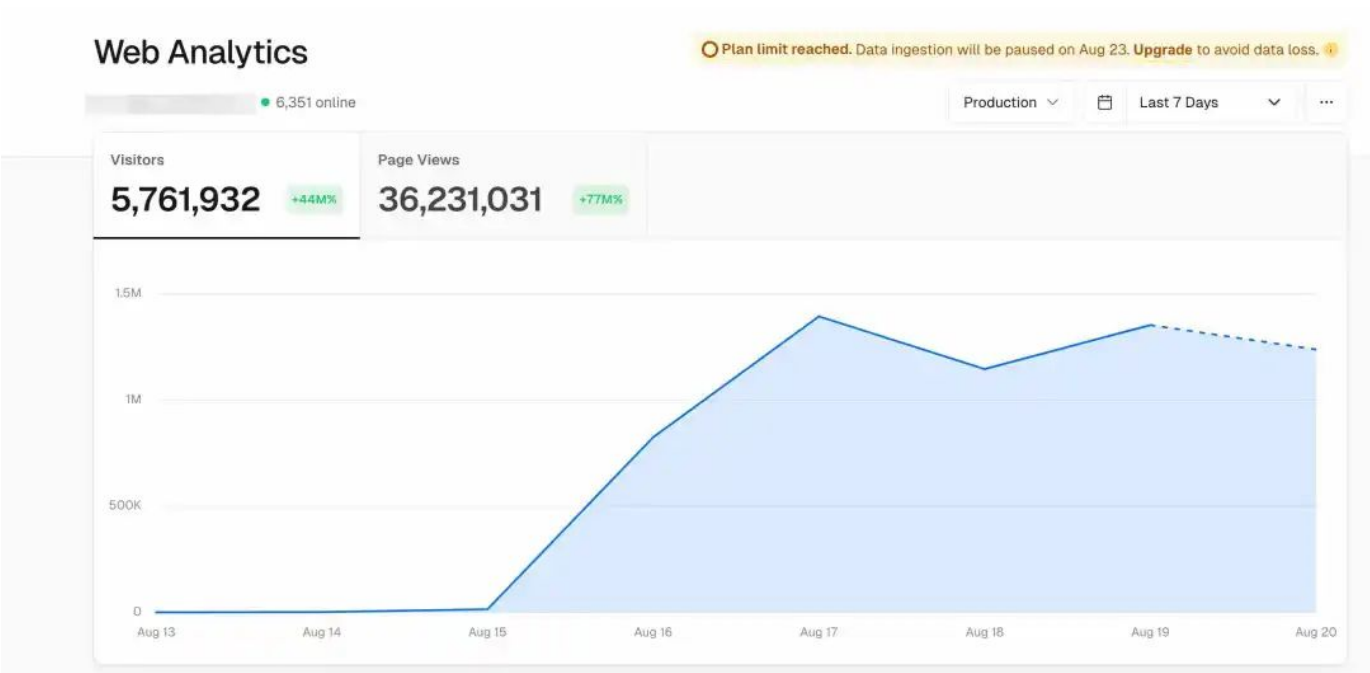 Web Analytics
Plan limit reached. Data ingestion will be paused on Aug 23. Upgrade to avoid data loss.
6,351 online
Production
Last 7 Days
Visitors
5,761,932 +44M%
Page Views
36,231,031 +77M%
1.5M
1M
500K
0
Aug 13 Aug 14 Aug 15 Aug 16 Aug 17 Aug 18 Aug 19 Aug 20